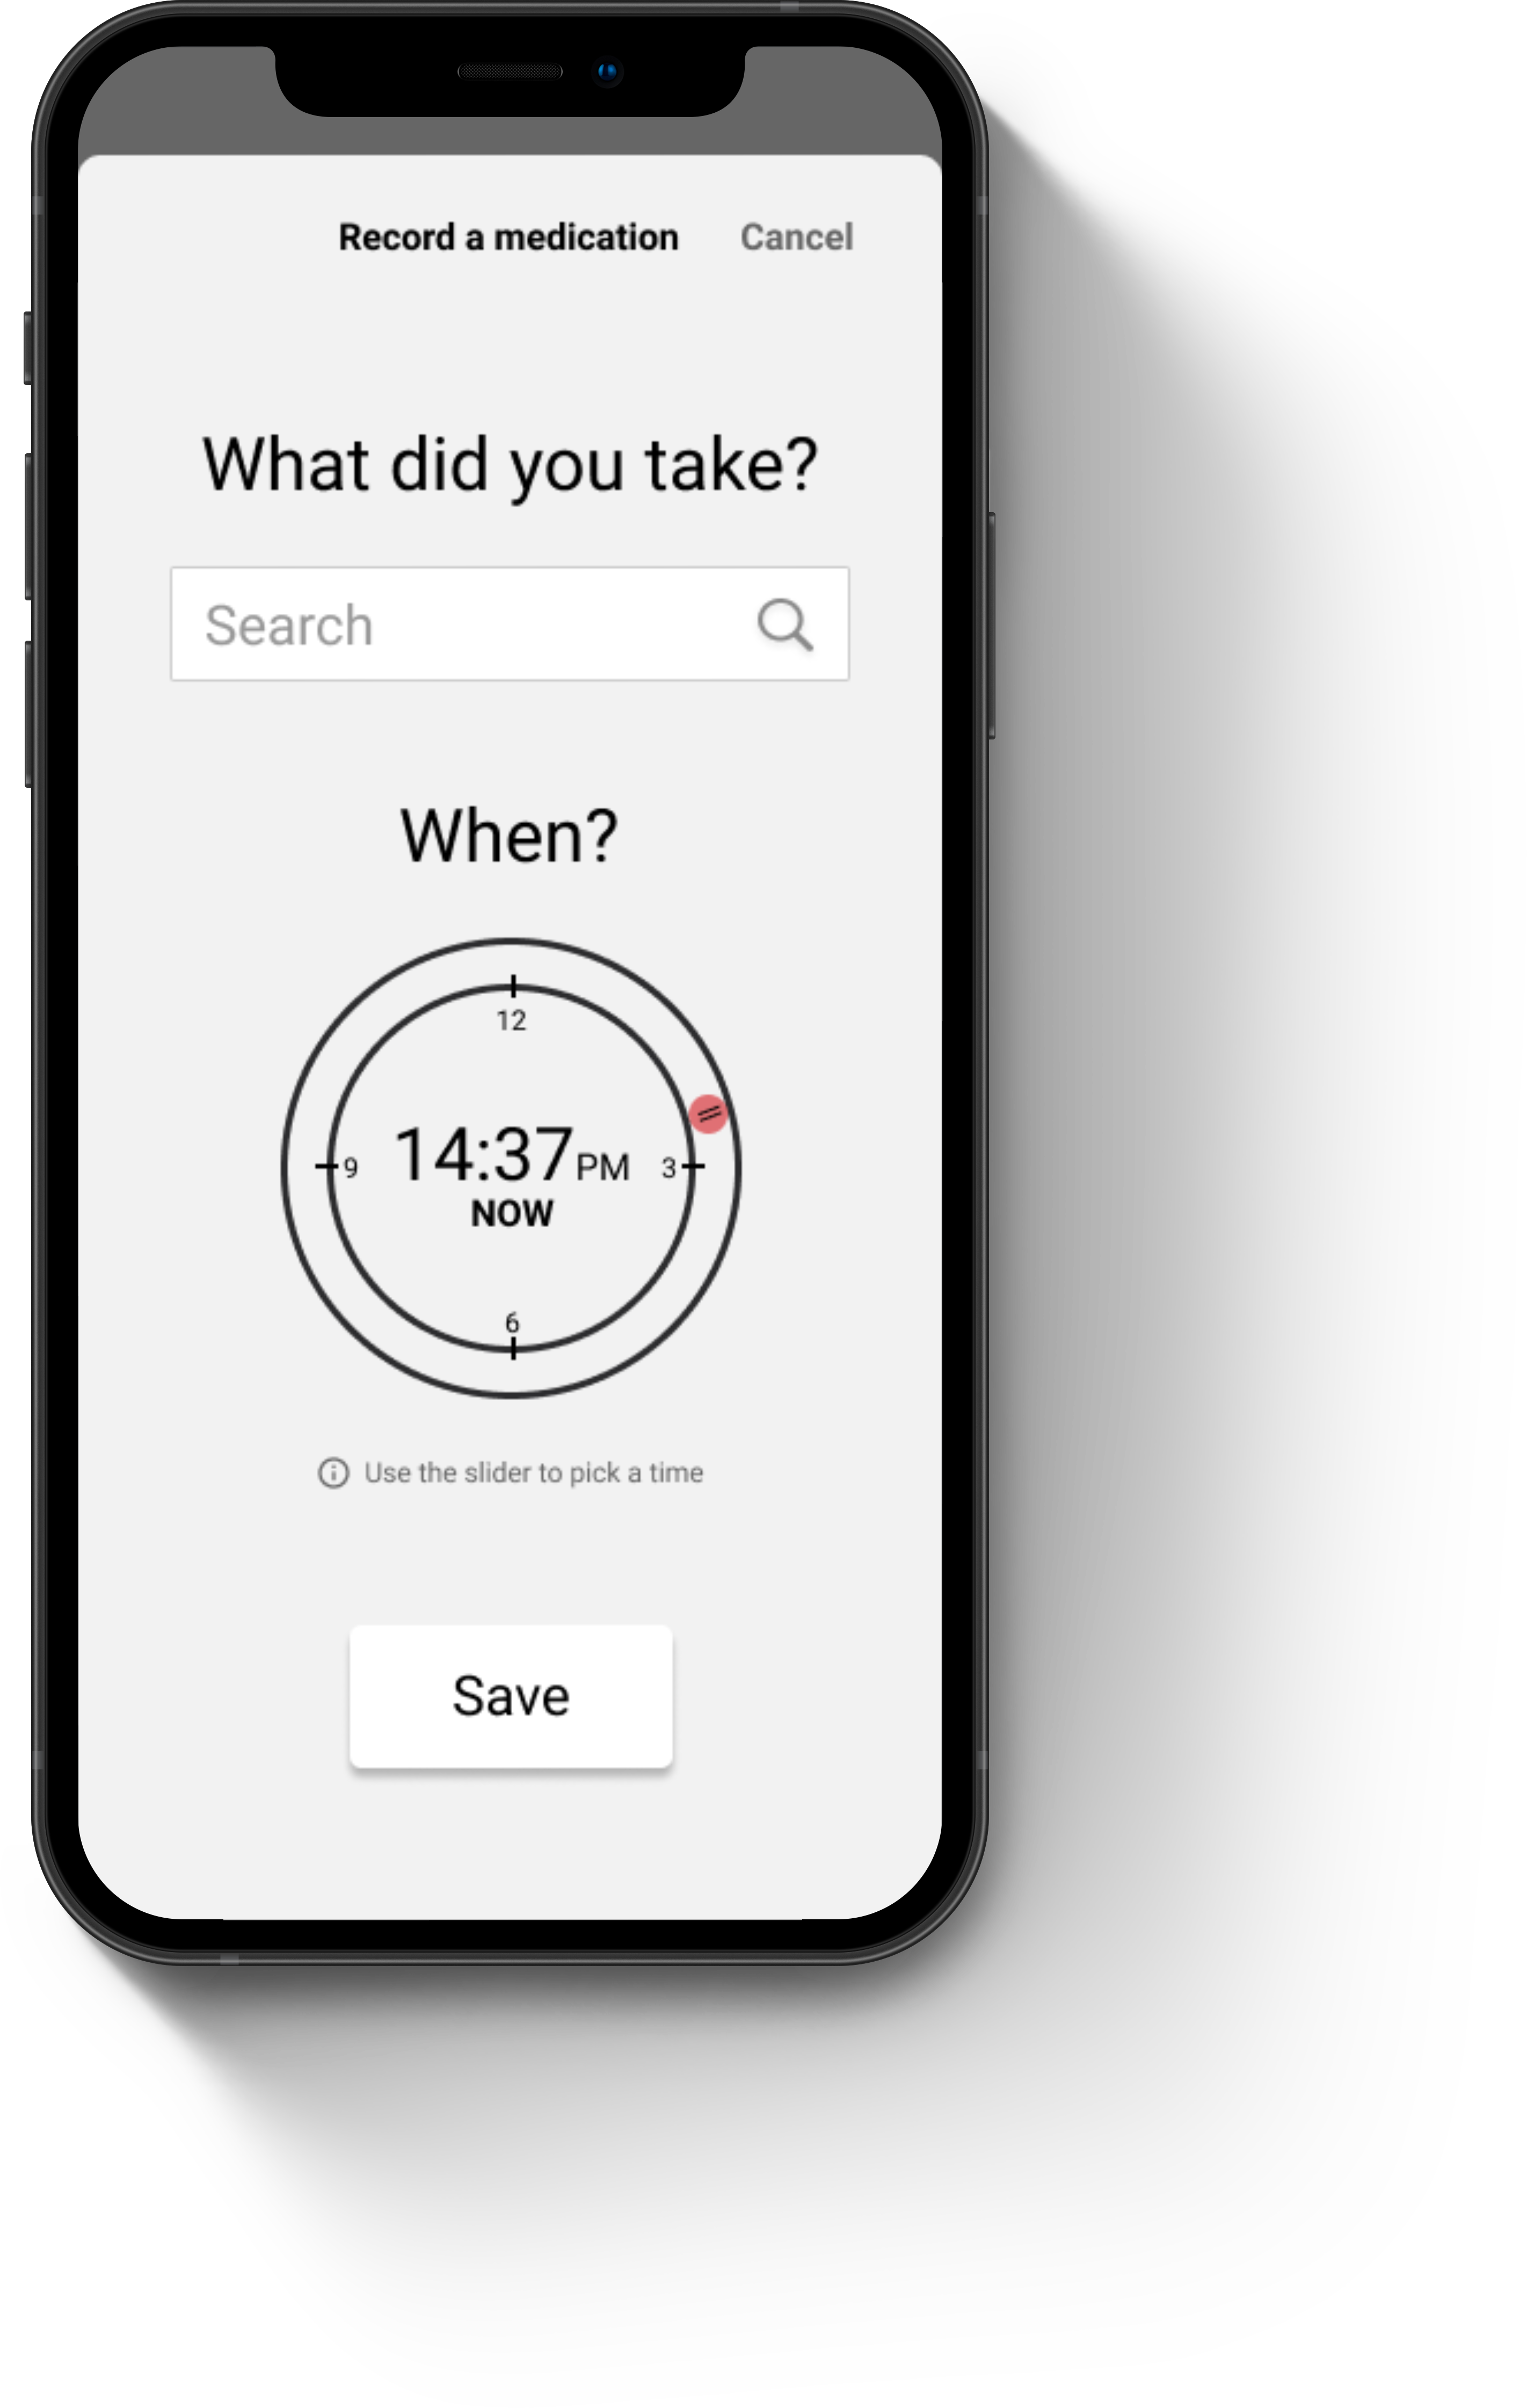 Record a medication Cancel
What did you take?
Search
When?
12
9 14:37PM 3
NOW
6
Use the slider to pick a time
Save